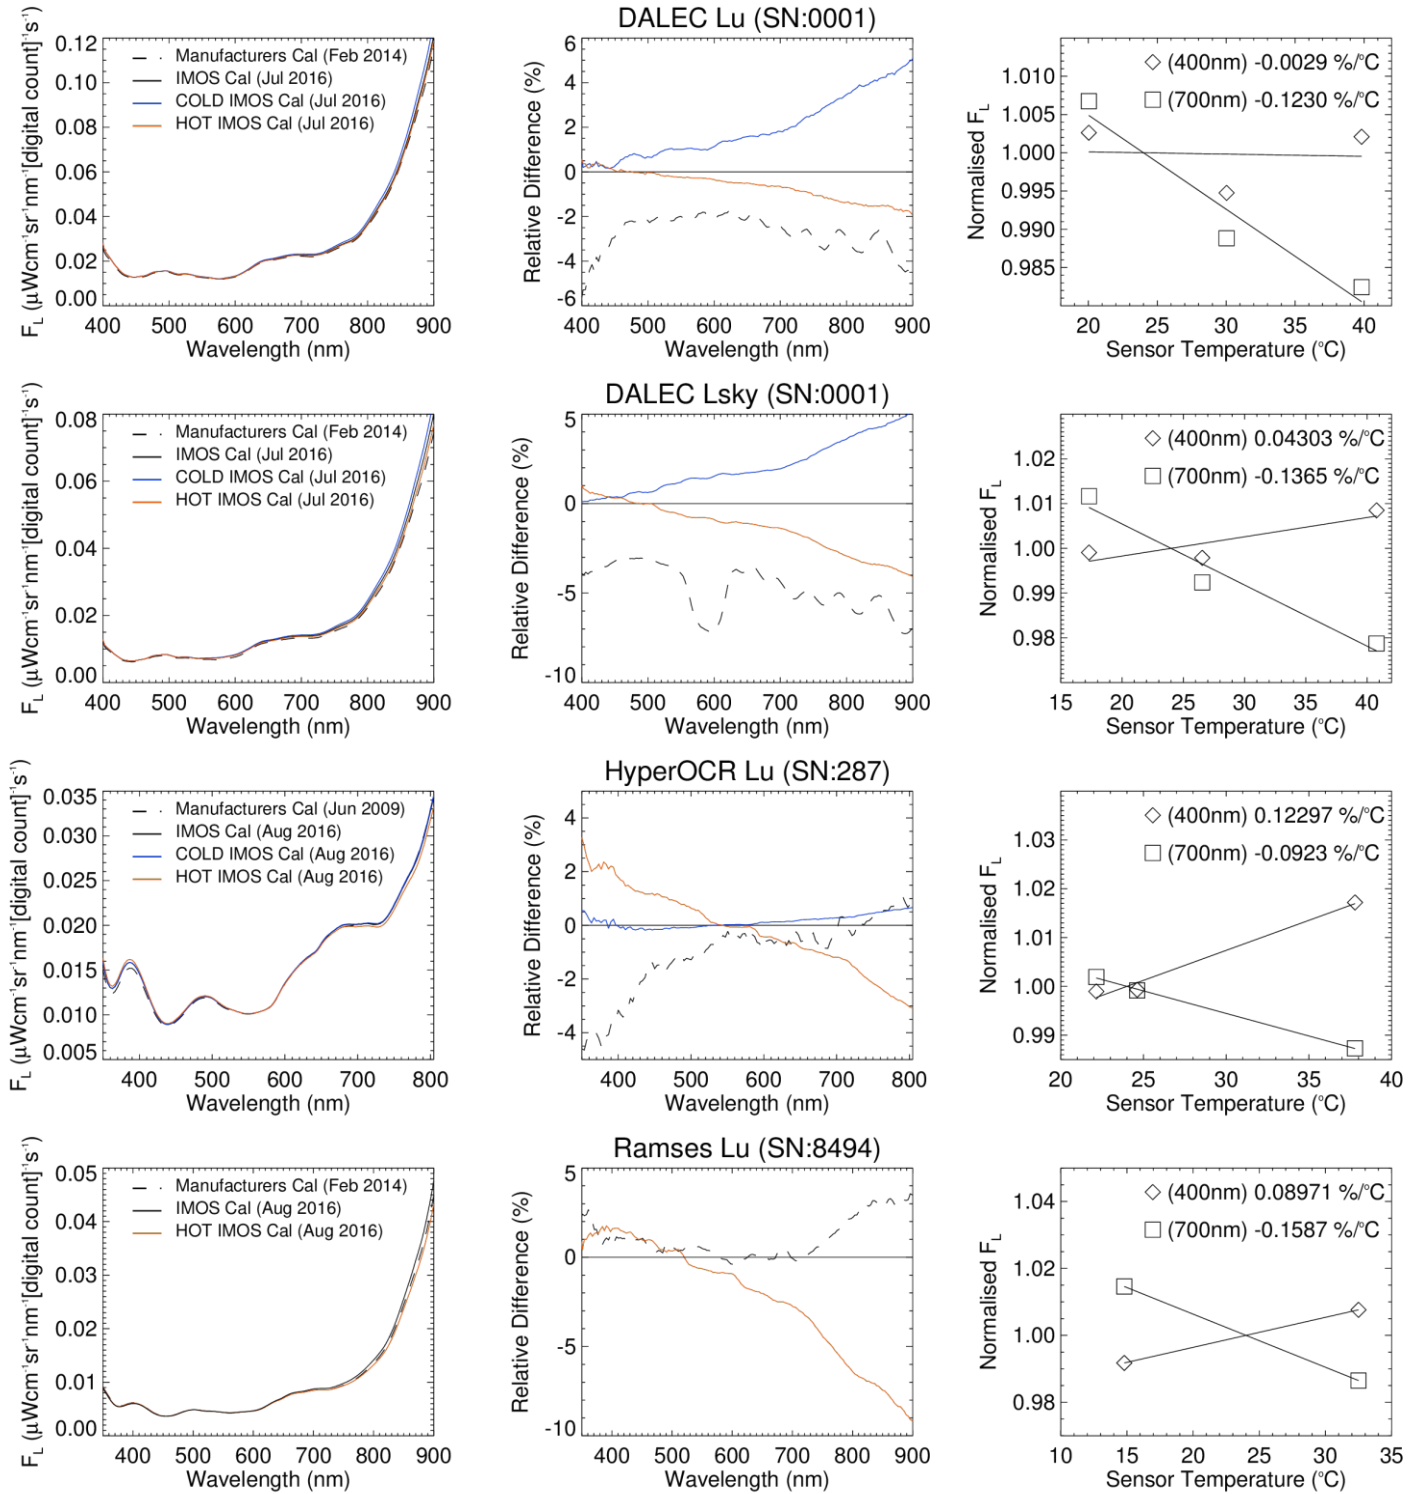 DALEC Lu (SN:0001)
F_L (μWcm⁻¹sr⁻¹nm⁻¹[digital count]⁻¹s⁻¹)
0.12
0.10
0.08
0.06
0.04
0.02
0.00
Manufacturers Cal (Feb 2014)
IMOS Cal (Jul 2016)
COLD IMOS Cal (Jul 2016)
HOT IMOS Cal (Jul 2016)
400 500 600 700 800 900
Wavelength (nm)
Relative Difference (%)
6
4
2
0
-2
-4
-6
400 500 600 700 800 900
Wavelength (nm)
Normalised F_L
1.010
1.005
1.000
0.995
0.990
0.985
(400nm) -0.0029 %/°C
(700nm) -0.1230 %/°C
20 25 30 35 40
Sensor Temperature (°C)
DALEC Lsky (SN:0001)
F_L (μWcm⁻¹sr⁻¹nm⁻¹[digital count]⁻¹s⁻¹)
0.08
0.06
0.04
0.02
0.00
Manufacturers Cal (Feb 2014)
IMOS Cal (Jul 2016)
COLD IMOS Cal (Jul 2016)
HOT IMOS Cal (Jul 2016)
400 500 600 700 800 900
Wavelength (nm)
Relative Difference (%)
5
0
-5
-10
400 500 600 700 800 900
Wavelength (nm)
Normalised F_L
1.02
1.01
1.00
0.99
0.98
(400nm) 0.04303 %/°C
(700nm) -0.1365 %/°C
15 20 25 30 35 40
Sensor Temperature (°C)
HyperOCR Lu (SN:287)
F_L (μWcm⁻¹sr⁻¹nm⁻¹[digital count]⁻¹s⁻¹)
0.035
0.030
0.025
0.020
0.015
0.010
0.005
Manufacturers Cal (Jun 2009)
IMOS Cal (Aug 2016)
COLD IMOS Cal (Aug 2016)
HOT IMOS Cal (Aug 2016)
400 500 600 700 800
Wavelength (nm)
Relative Difference (%)
4
2
0
-2
-4
400 500 600 700 800 900
Wavelength (nm)
Normalised F_L
1.03
1.02
1.01
1.00
0.99
(400nm) 0.12297 %/°C
(700nm) -0.0923 %/°C
20 25 30 35 40
Sensor Temperature (°C)
Ramses Lu (SN:8494)
F_L (μWcm⁻¹sr⁻¹nm⁻¹[digital count]⁻¹s⁻¹)
0.05
0.04
0.03
0.02
0.01
0.00
Manufacturers Cal (Feb 2014)
IMOS Cal (Aug 2016)
HOT IMOS Cal (Aug 2016)
400 500 600 700 800 900
Wavelength (nm)
Relative Difference (%)
5
0
-5
-10
400 500 600 700 800 900
Wavelength (nm)
Normalised F_L
1.04
1.02
1.00
0.98
(400nm) 0.08971 %/°C
(700nm) -0.1587 %/°C
10 15 20 25 30 35
Sensor Temperature (°C)